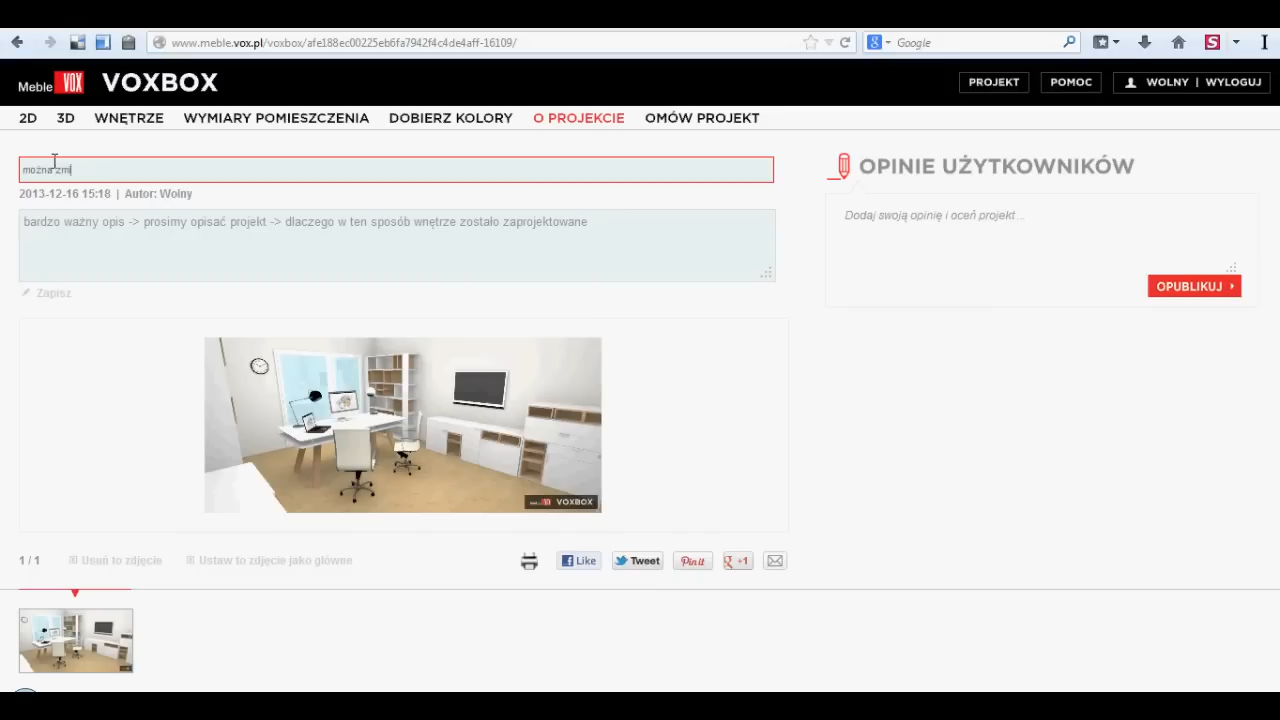 www.meble.vox.pl/voxbox/afe188ec00225eb6fa7942f4c4de4aff-16109/
Google
Meble VOX VOXBOX
PROJEKT POMOC WOLNY | WYLOGUJ
2D 3D WNĘTRZE WYMIARY POMIESZCZENIA DOBIERZ KOLORY O PROJEKCIE OMÓW PROJEKT
można zmi
2013-12-16 15:18 | Autor: Wolny
bardzo ważny opis -> prosimy opisać projekt -> dlaczego w ten sposób wnętrze zostało zaprojektowane
Zapisz
OPINIE UŻYTKOWNIKÓW
Dodaj swoją opinię i oceń projekt ...
OPUBLIKUJ
VOXBOX
1 / 1 Usuń to zdjęcie Ustaw to zdjęcie jako główne
Like Tweet Pin it +1